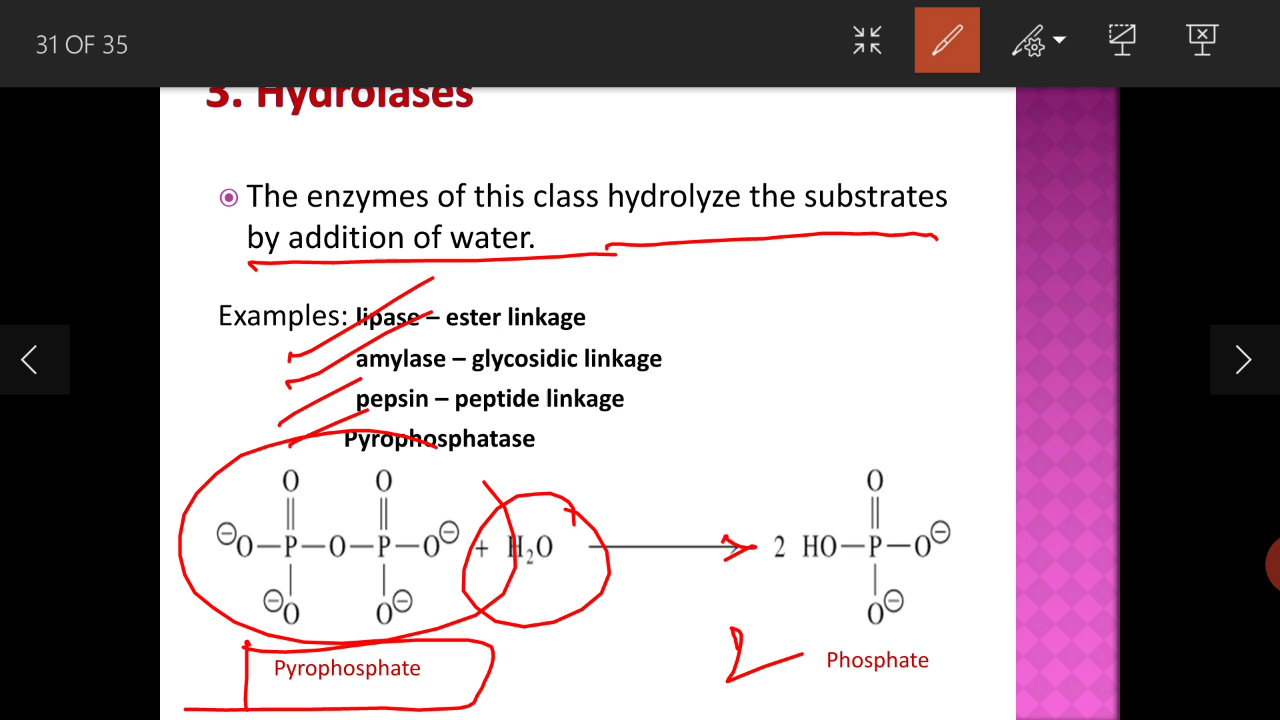 31 OF 35
3. Hydrolases
The enzymes of this class hydrolyze the substrates
by addition of water.
Examples: lipase – ester linkage
amylase – glycosidic linkage
pepsin – peptide linkage
Pyrophosphatase
O O O
⊖O—P—O—P—O⊖ + H₂O ⟶ 2 HO—P—O⊖
⊖O O⊖ O⊖
Pyrophosphate Phosphate